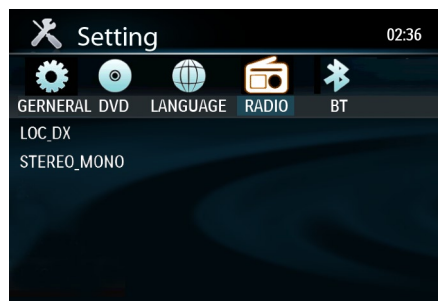 Setting 02:36
GERNERAL DVD LANGUAGE RADIO BT
LOC_DX
STEREO_MONO